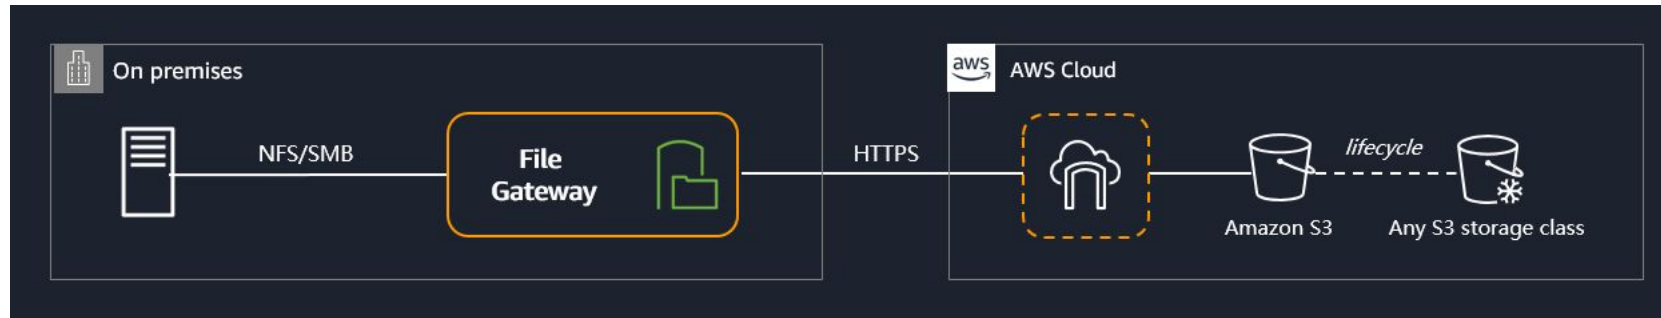 On premises
NFS/SMB
File
Gateway
HTTPS
aws
AWS Cloud
lifecycle
Amazon S3
Any S3 storage class